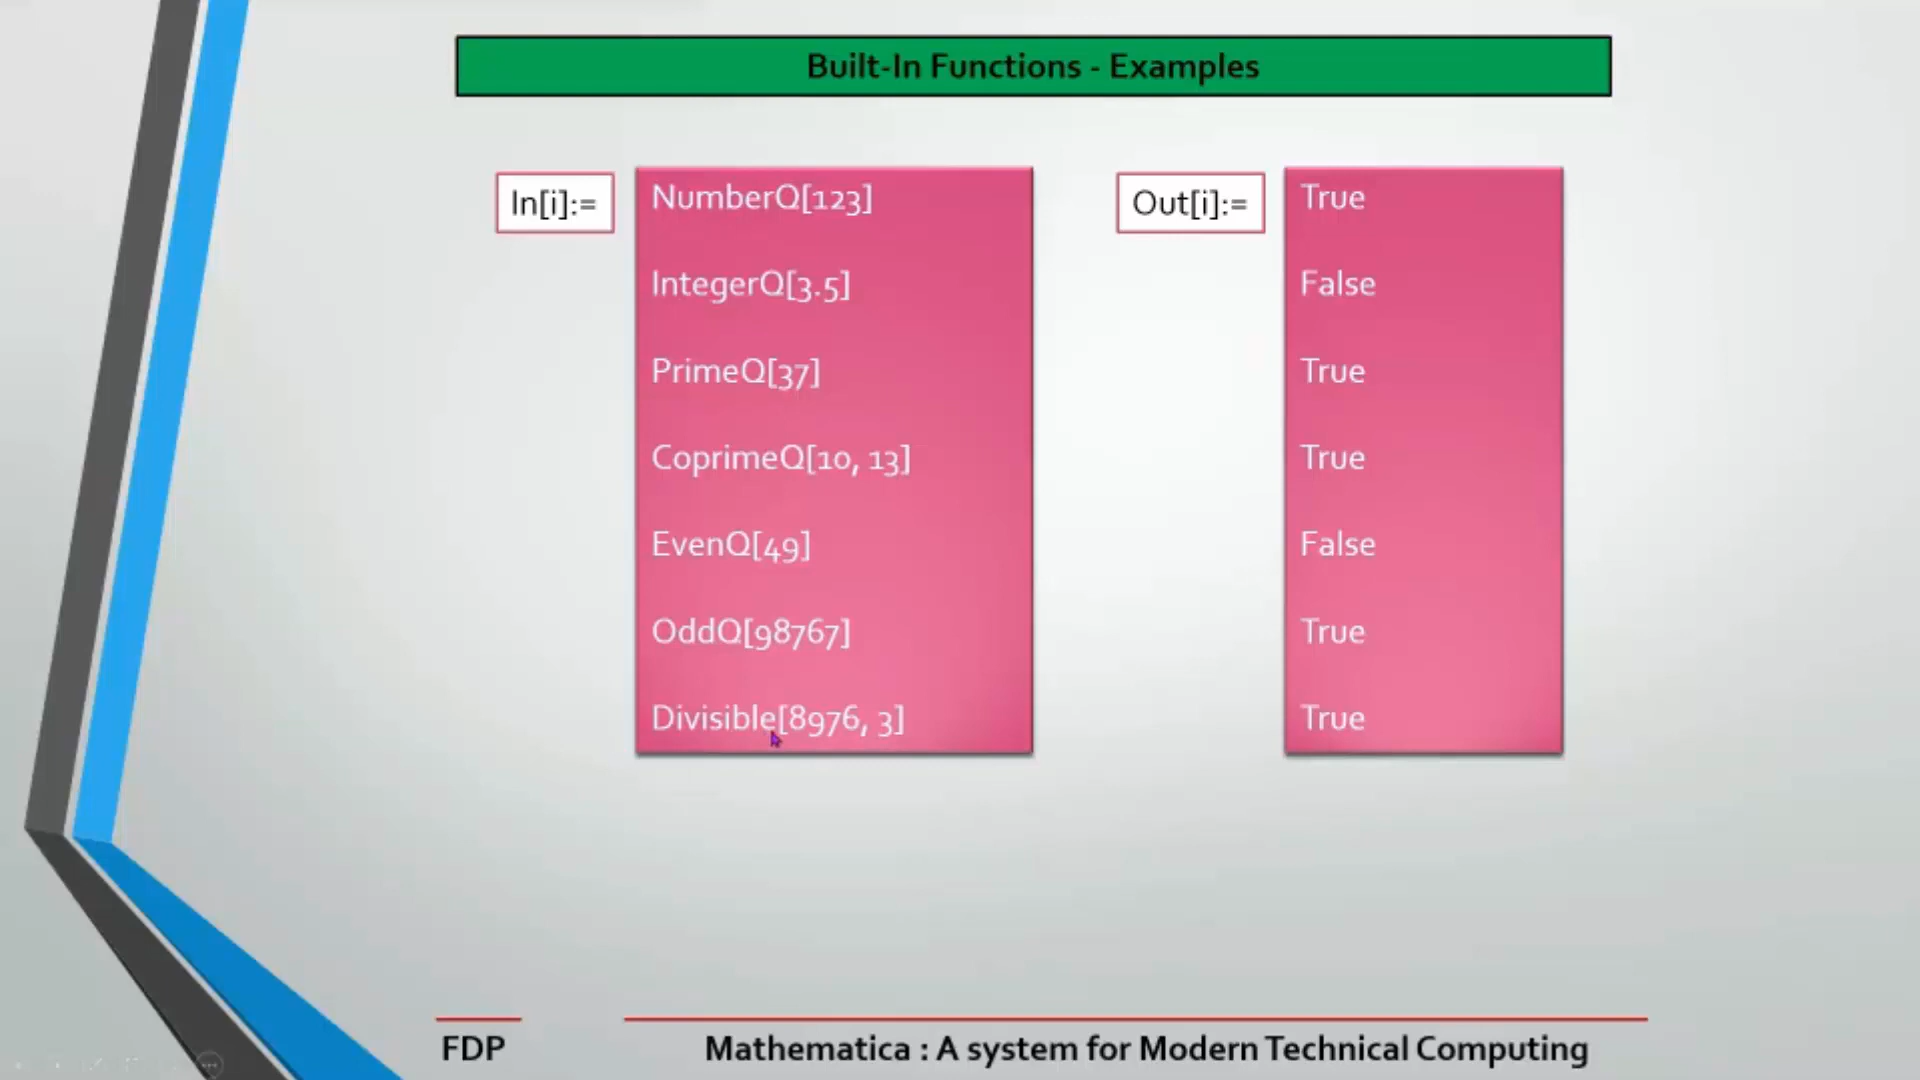 Built-In Functions - Examples
In[i]:=
NumberQ[123]
IntegerQ[3.5]
PrimeQ[37]
CoprimeQ[10, 13]
EvenQ[49]
OddQ[98767]
Divisible[8976, 3]
Out[i]:=
True
False
True
True
False
True
True
FDP
Mathematica : A system for Modern Technical Computing